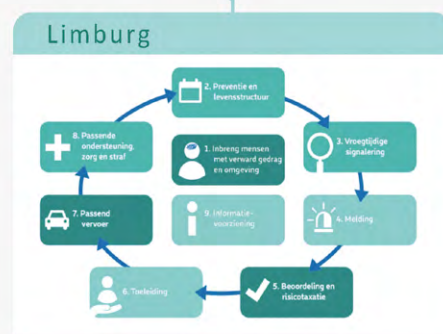 Limburg
2. Preventie en
levensstructuur
8. Passende
ondersteuning,
zorg en straf
1. Inbreng mensen
met verward gedrag
en omgeving
3. Vroegtijdige
signalering
7. Passend
vervoer
9. Informatie-
voorziening
4. Melding
6. Toeleiding
5. Beoordeling en
risicotaxatie